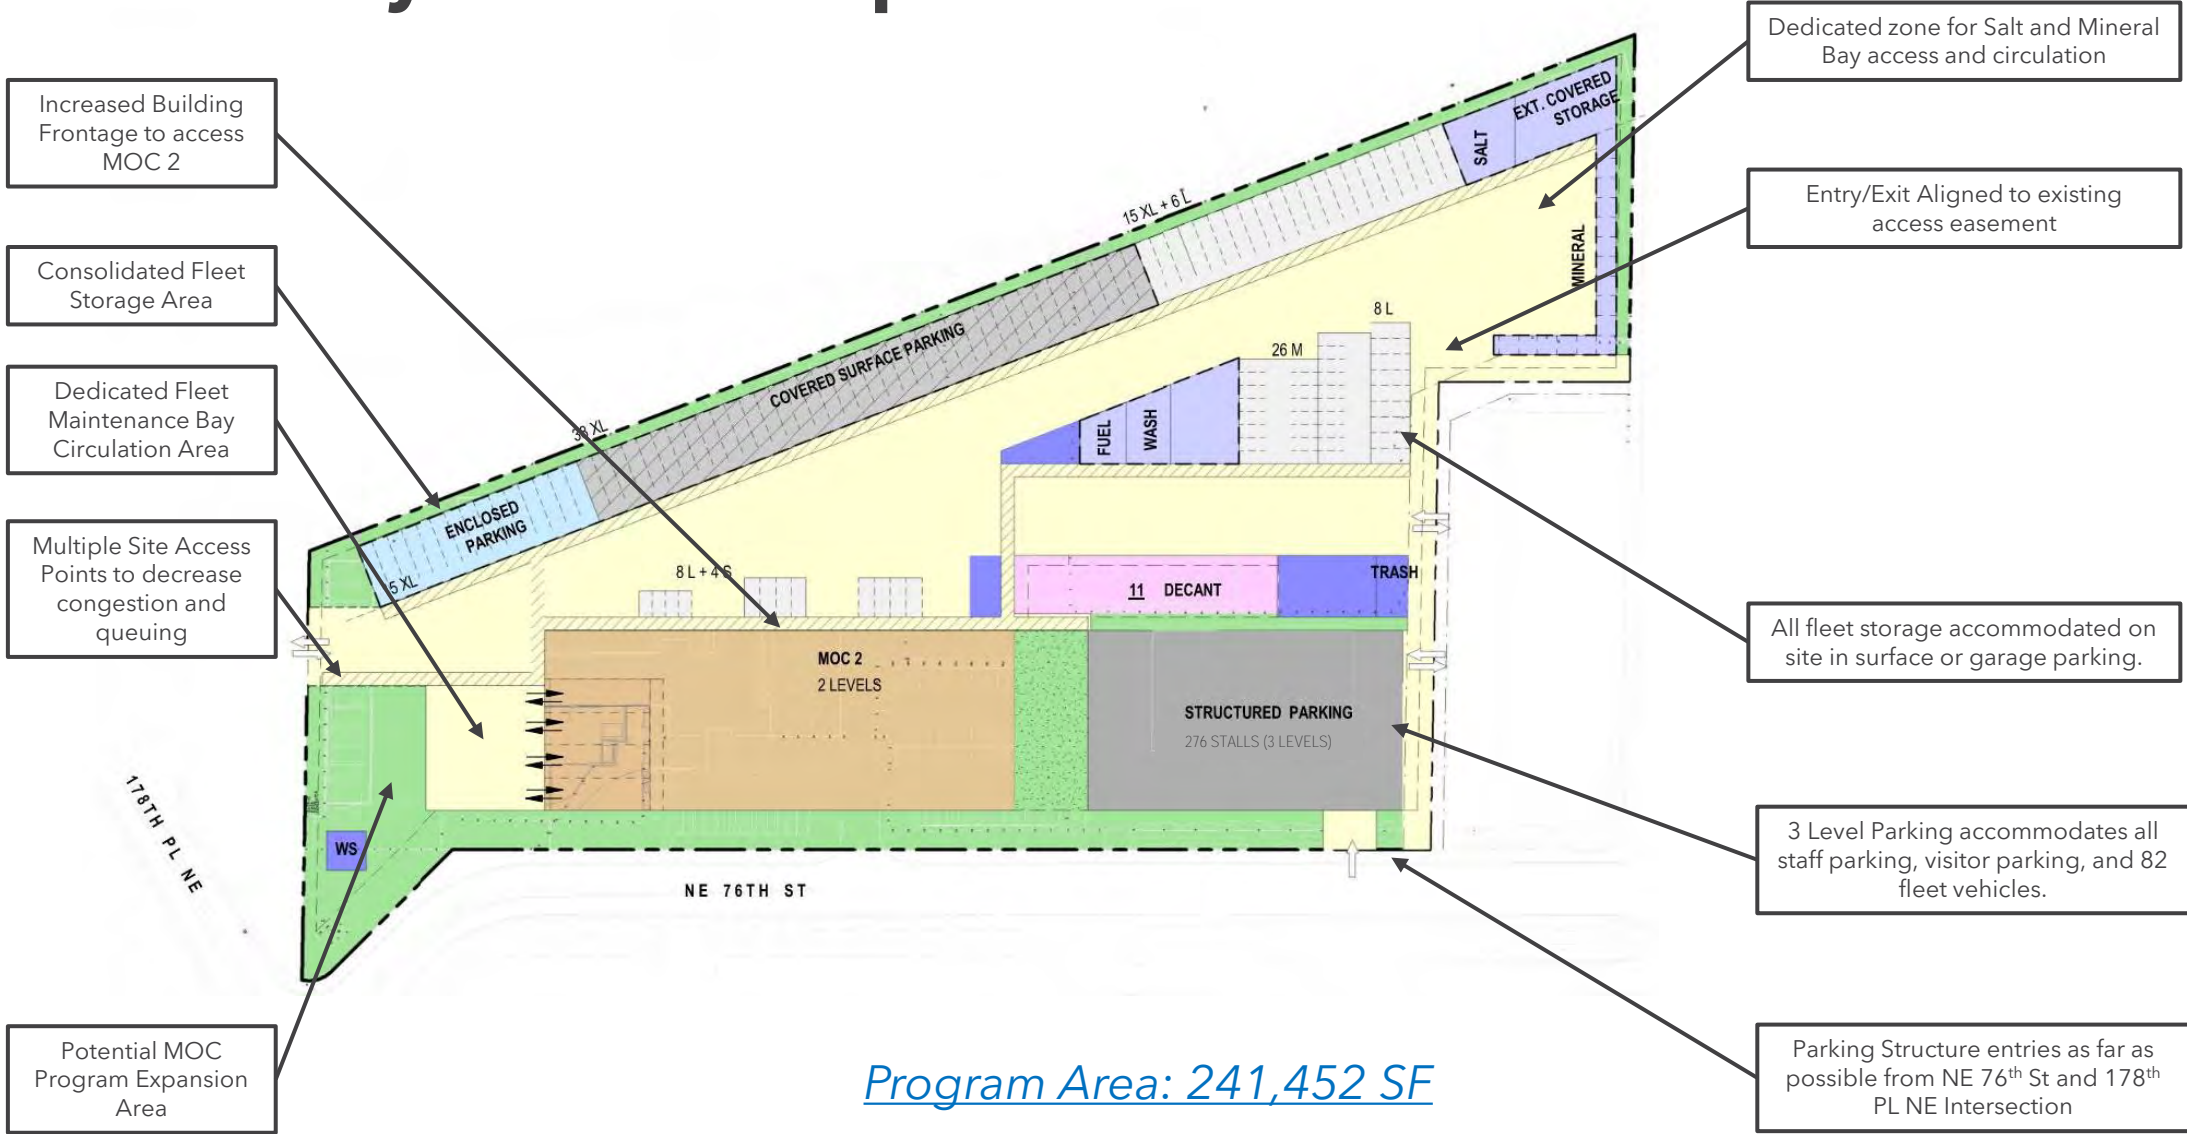 Increased Building
Frontage to access
MOC 2
Consolidated Fleet
Storage Area
Dedicated Fleet
Maintenance Bay
Circulation Area
Multiple Site Access
Points to decrease
congestion and
queuing
Potential MOC
Program Expansion
Area
Dedicated zone for Salt and Mineral
Bay access and circulation
Entry/Exit Aligned to existing
access easement
All fleet storage accommodated on
site in surface or garage parking.
3 Level Parking accommodates all
staff parking, visitor parking, and 82
fleet vehicles.
Parking Structure entries as far as
possible from NE 76th St and 178th
PL NE Intersection
EXT. COVERED
STORAGE
SALT
MINERAL
15 XL + 6 L
COVERED SURFACE PARKING
38 XL
ENCLOSED
PARKING
8 L
26 M
FUEL
WASH
8 L + 4 S
11 DECANT
TRASH
MOC 2
2 LEVELS
STRUCTURED PARKING
276 STALLS (3 LEVELS)
WS
178TH PL NE
NE 76TH ST
Program Area: 241,452 SF